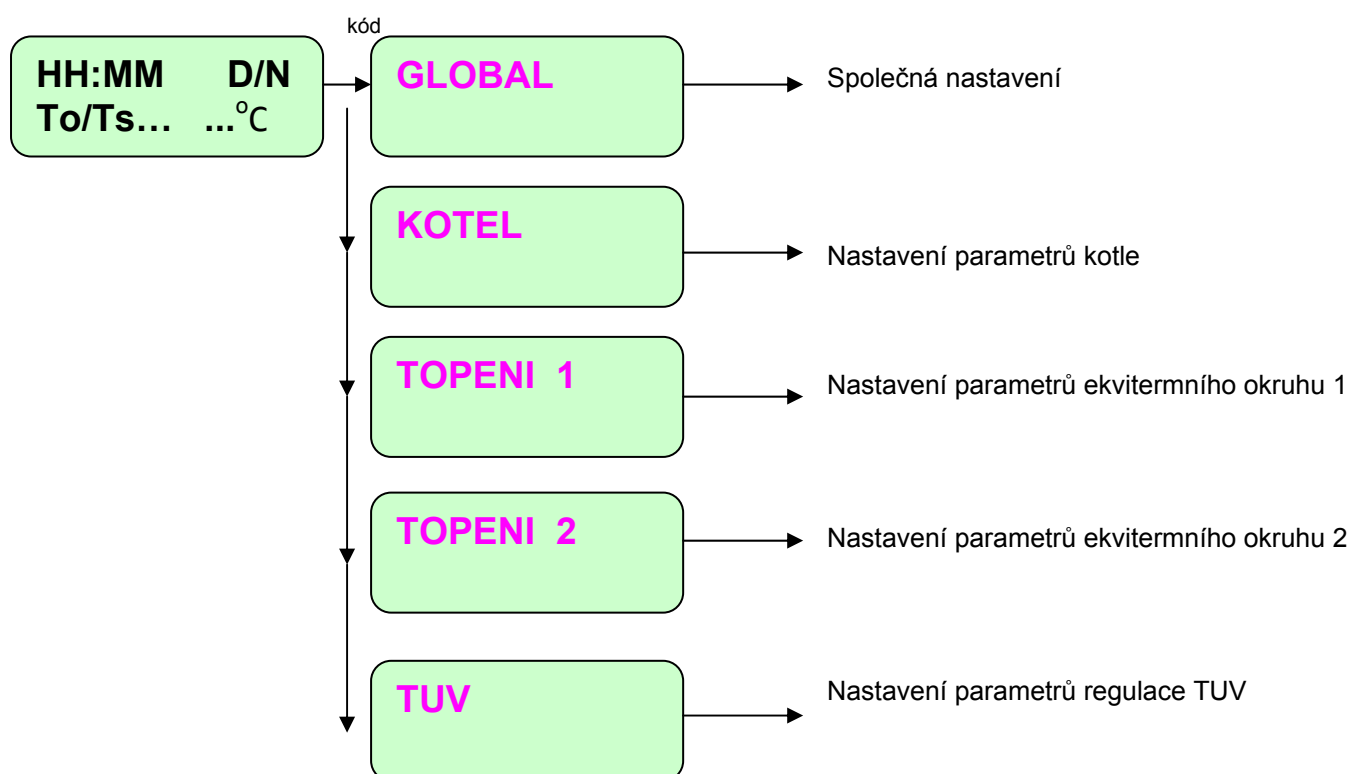 kód
HH:MM D/N
To/Ts... ...°C
GLOBAL
Společná nastavení
KOTEL
Nastavení parametrů kotle
TOPENI 1
Nastavení parametrů ekvitermního okruhu 1
TOPENI 2
Nastavení parametrů ekvitermního okruhu 2
TUV
Nastavení parametrů regulace TUV